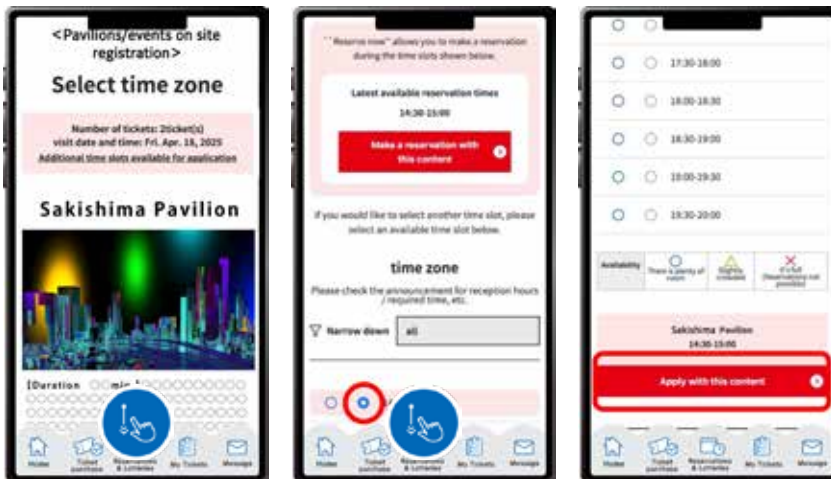 <Pavilions/events on site
registration>
Select time zone
Number of tickets: 2ticket(s)
visit date and time: Fri. Apr. 18, 2025
Additional time slots available for application
Sakishima Pavilion
[Duration
Home
Ticket
purchase
Reservations
& Lotteries
My Tickets
Message
``Reserve now'' allows you to make a reservation
during the time slots shown below.
Latest available reservation times
14:30-15:00
Make a reservation with
this content
If you would like to select another time slot, please
select an available time slot below.
time zone
Please check the announcement for reception hours
/ required time, etc.
Narrow down
all
Home
Ticket
purchase
Reservations
& Lotteries
My Tickets
Message
17:30-18:00
18:00-18:30
18:30-19:00
19:00-19:30
19:30-20:00
Availability
There is plenty of
room
Slightly
crowded
It's full
(Reservations not
possible)
Sakishima Pavilion
14:30-15:00
Apply with this content
Home
Ticket
purchase
Reservations
& Lotteries
My Tickets
Message